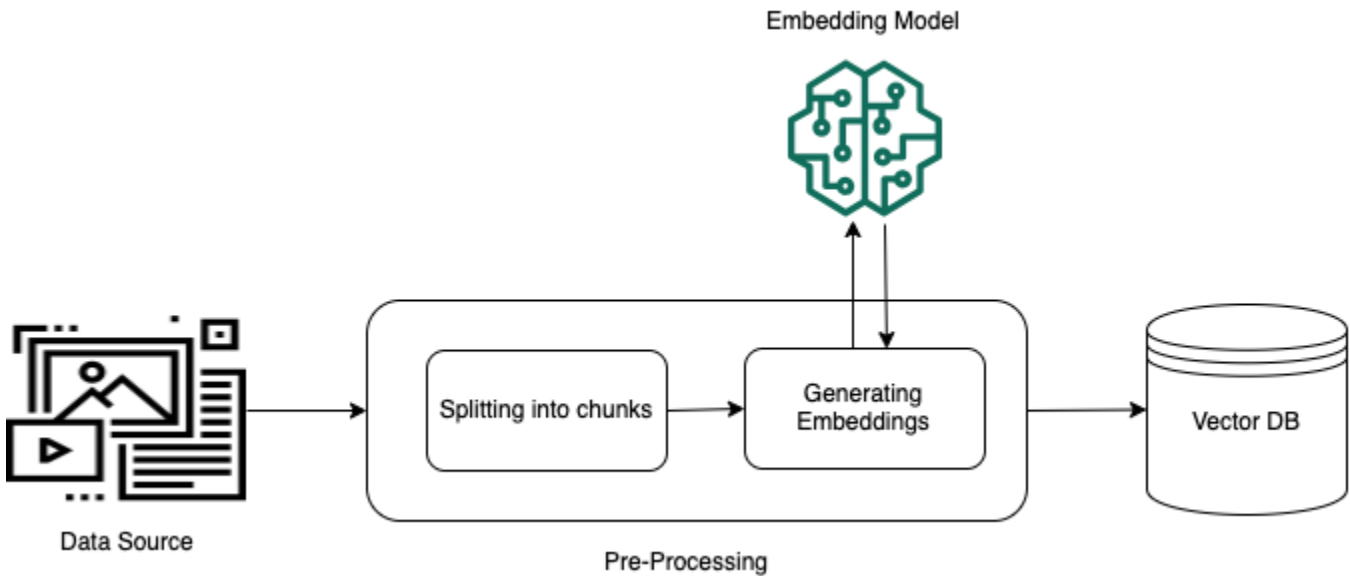 Embedding Model
Splitting into chunks
Generating
Embeddings
Vector DB
Data Source
Pre-Processing